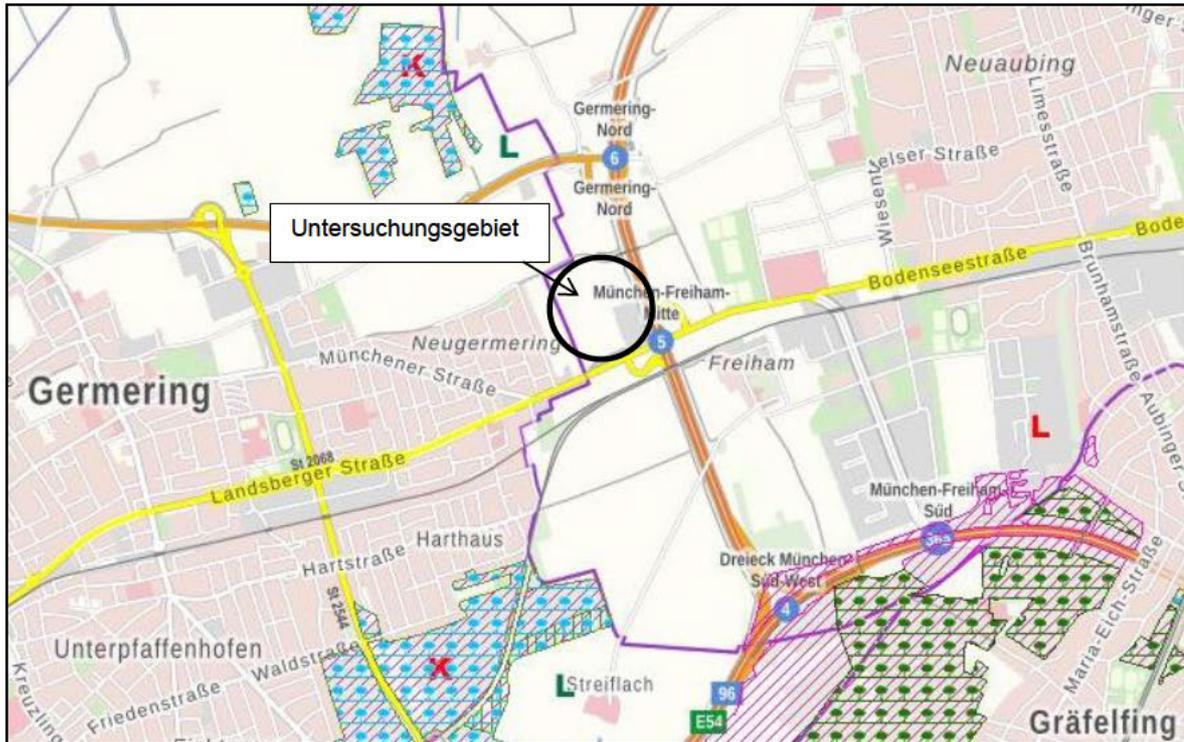 Neuaubing
Limesstraße
Germering-
Nord
6
Germering-
Nord
Wiesent
elser Straße
K
L
Untersuchungsgebiet
Bodenseestraße
Bode
Brunhamstraße
München-Freiham-
Mitte
5
Neugermering
Freiham
Münchener Straße
Germering
St 2068
Landsberger Straße
L
Aubinger
München-Freiham-
Süd
Harthaus
Hartstraße
Dreieck München
Süd-West
4
St 2544
Unterpfaffenhofen
Waldstraße
Maria-Eich-Straße
K
L
Streiflach
Friedenstraße
Kreuzling
96
E54
Gräfelfing